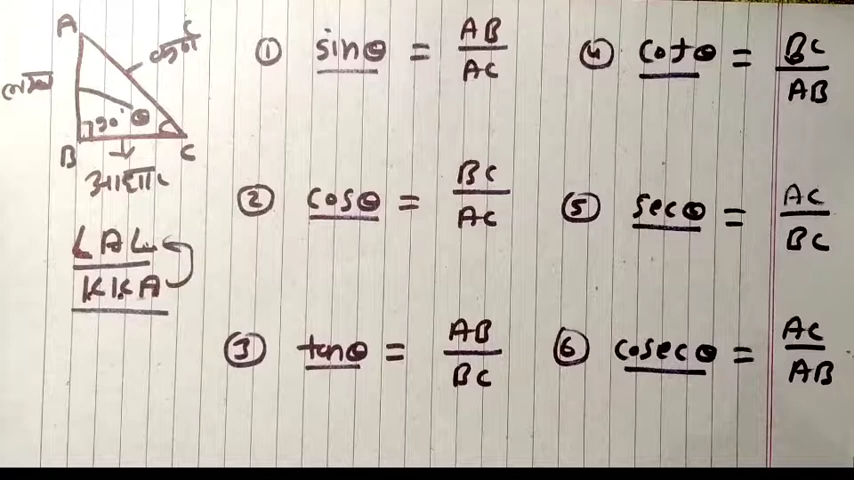 A
कर्ण
लम्ब
90° θ
B C
आधार
LAL
KKA
① sinθ = AB/AC
② cosθ = BC/AC
③ tanθ = AB/BC
④ cotθ = BC/AB
⑤ secθ = AC/BC
⑥ cosecθ = AC/AB